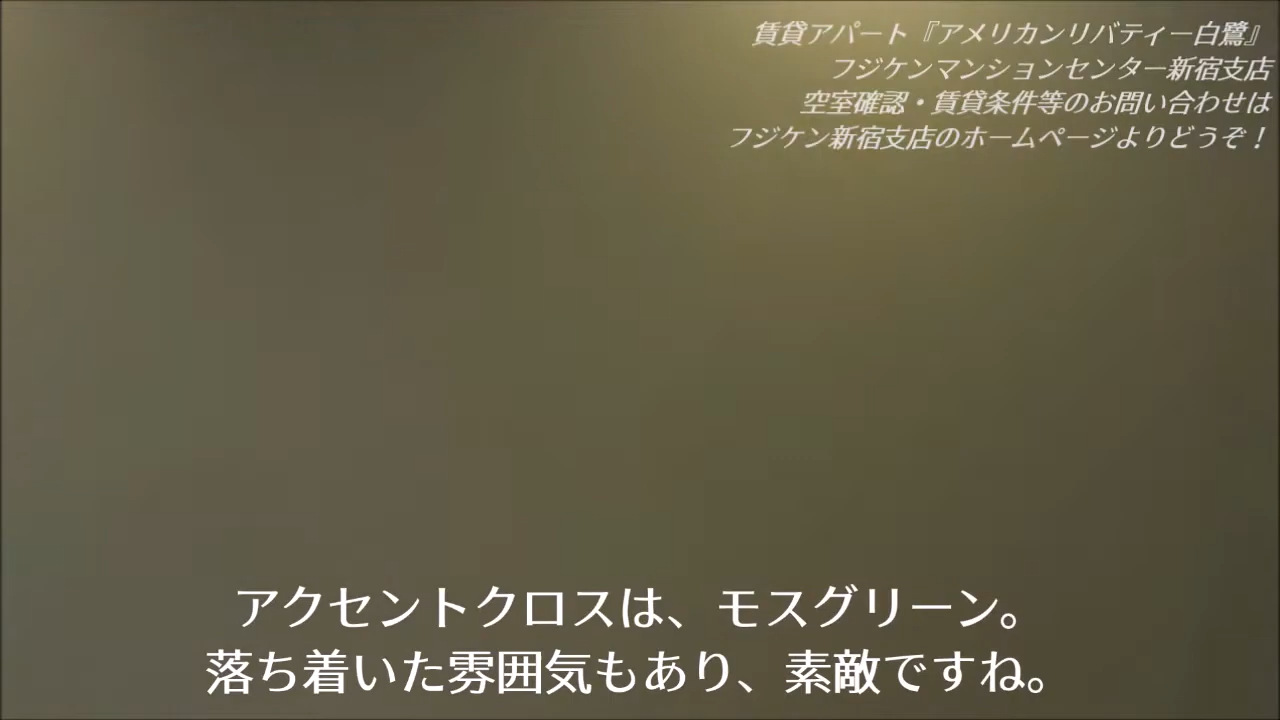 賃貸アパート『アメリカンリバティー白鷺』
フジケンマンションセンター新宿支店
空室確認・賃貸条件等のお問い合わせは
フジケン新宿支店のホームページよりどうぞ！
アクセントクロスは、モスグリーン。
落ち着いた雰囲気もあり、素敵ですね。